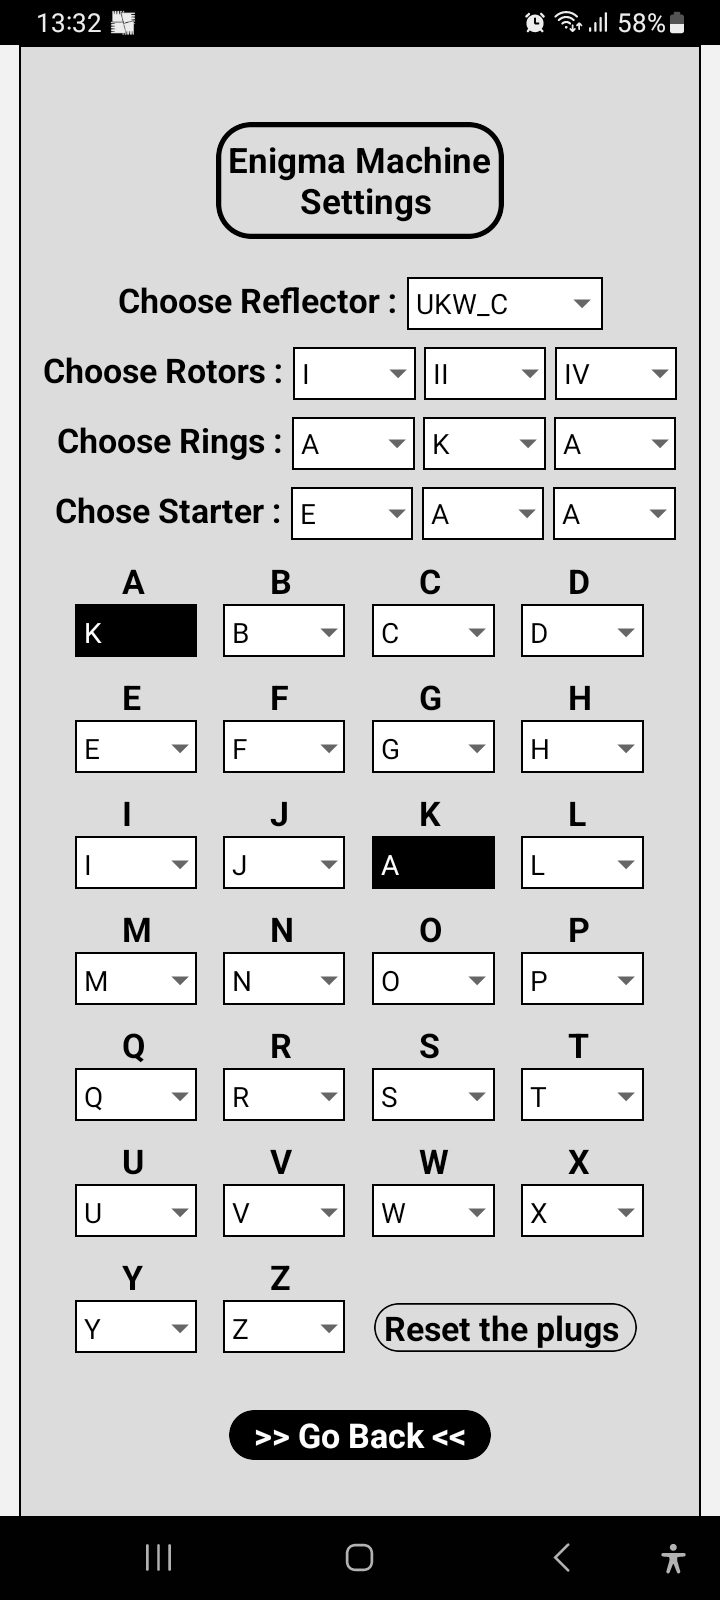 13:32 58%
Enigma Machine
Settings
Choose Reflector : UKW_C
Choose Rotors : I II IV
Choose Rings : A K A
Chose Starter : E A A
A B C D
K B C D
E F G H
E F G H
I J K L
I J A L
M N O P
M N O P
Q R S T
Q R S T
U V W X
U V W X
Y Z
Y Z Reset the plugs
>> Go Back <<